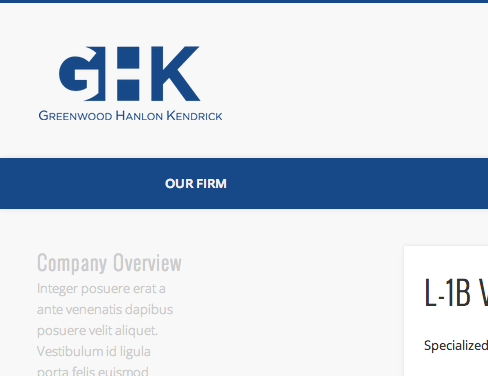 GHK
GREENWOOD HANLON KENDRICK
OUR FIRM
Company Overview
Integer posuere erat a
ante venenatis dapibus
posuere velit aliquet.
Vestibulum id ligula
porta felis euismod
L-1B V
Specialized